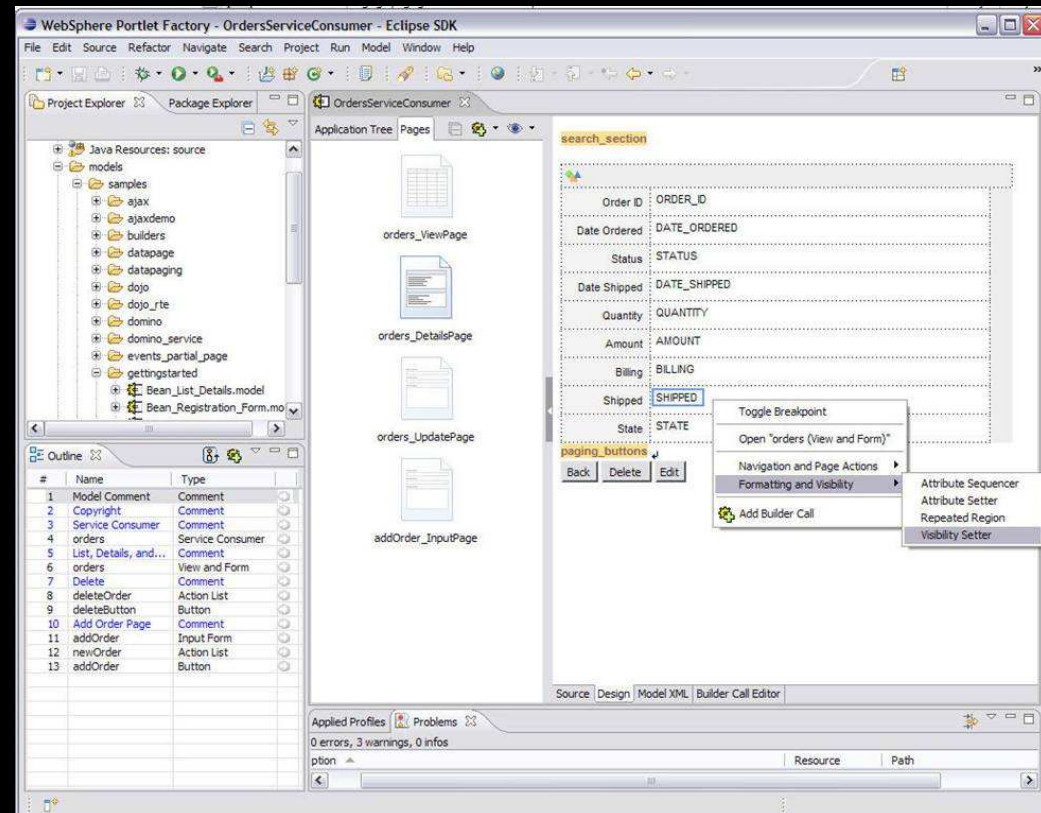 WebSphere Portlet Factory - OrdersServiceConsumer - Eclipse SDK
File Edit Source Refactor Navigate Search Project Run Model Window Help
Project Explorer Package Explorer
Java Resources: source
models
samples
ajax
ajaxdemo
builders
datapage
datapaging
dojo
dojo_rte
domino
domino_service
events_partial_page
gettingstarted
Bean_List_Details.model
Bean_Registration_Form.mo
Outline
# Name Type
1 Model Comment Comment
2 Copyright Comment
3 Service Consumer Comment
4 orders Service Consumer
5 List, Details, and... Comment
6 orders View and Form
7 Delete Comment
8 deleteOrder Action List
9 deleteButton Button
10 Add Order Page Comment
11 addOrder Input Form
12 newOrder Action List
13 addOrder Button
OrdersServiceConsumer
Application Tree Pages
orders_ViewPage
orders_DetailsPage
orders_UpdatePage
addOrder_InputPage
search_section
Order ID ORDER_ID
Date Ordered DATE_ORDERED
Status STATUS
Date Shipped DATE_SHIPPED
Quantity QUANTITY
Amount AMOUNT
Billing BILLING
Shipped SHIPPED
State STATE
paging_buttons
Back Delete Edit
Toggle Breakpoint
Open "orders (View and Form)"
Navigation and Page Actions
Formatting and Visibility
Add Builder Call
Attribute Sequencer
Attribute Setter
Repeated Region
Visibility Setter
Source Design Model XML Builder Call Editor
Applied Profiles Problems
0 errors, 3 warnings, 0 infos
ption Resource Path